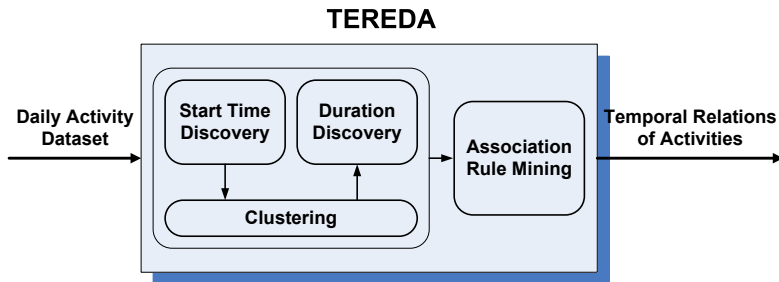 TEREDA
Daily Activity
Dataset
Start Time
Discovery
Duration
Discovery
Clustering
Association
Rule Mining
Temporal Relations
of Activities